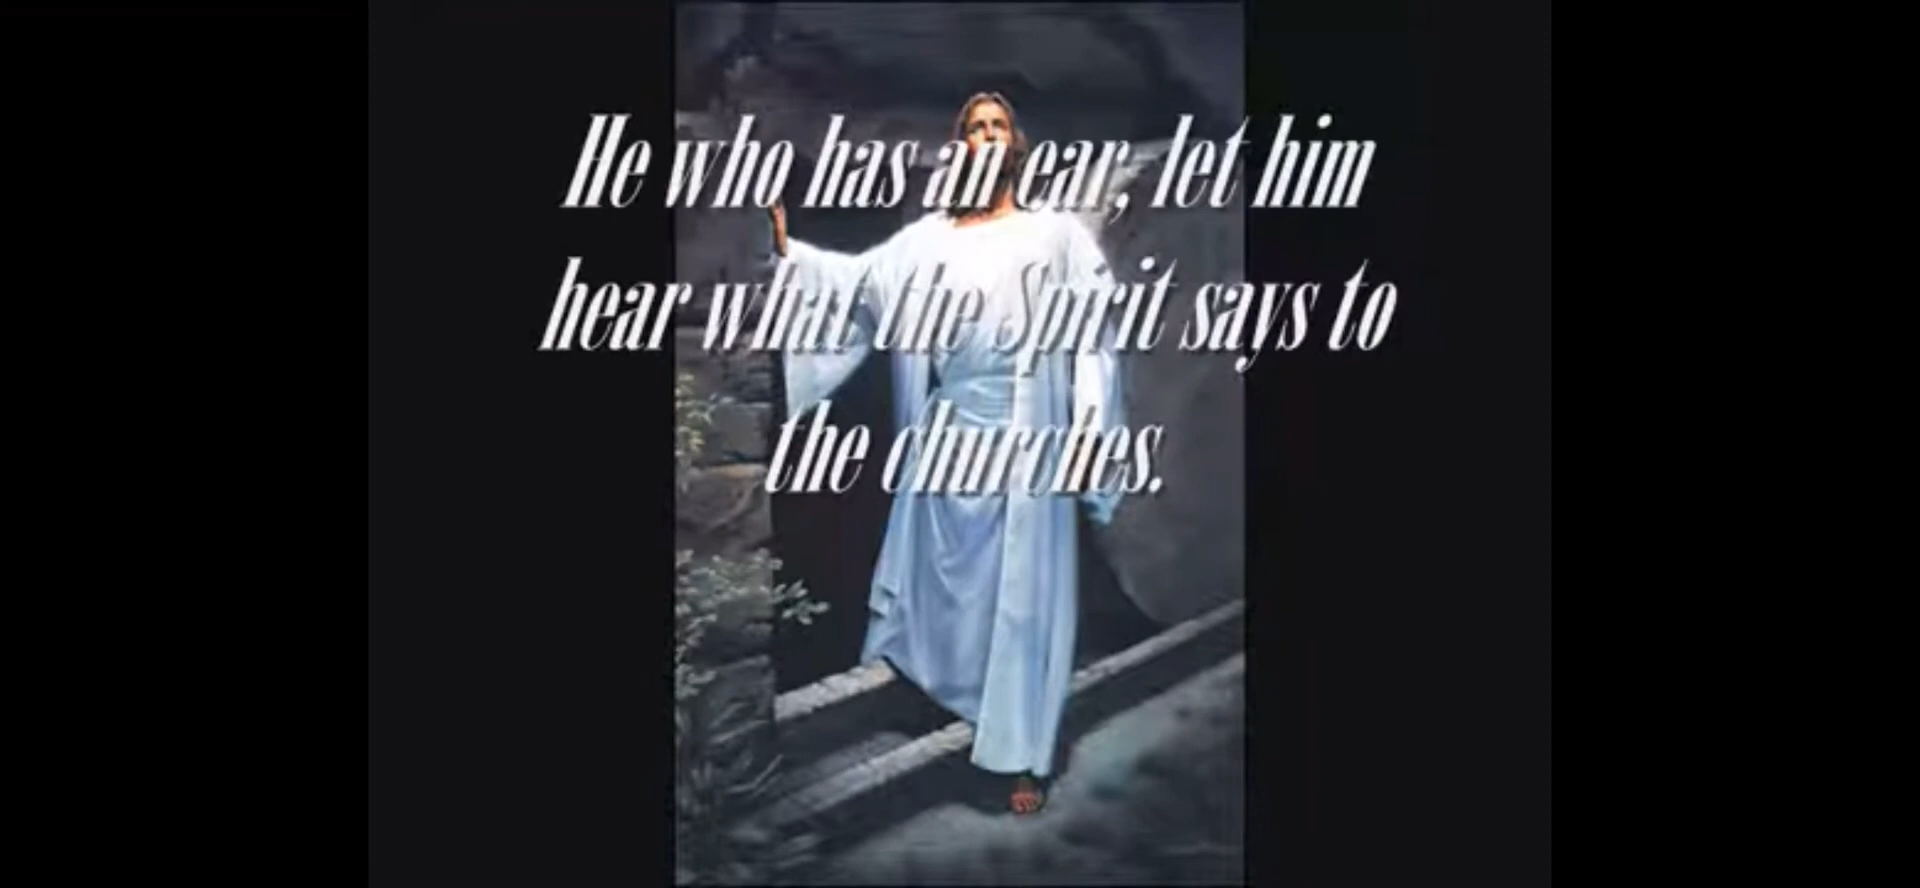 He who has an ear, let him
hear what the Spirit says to
the churches.